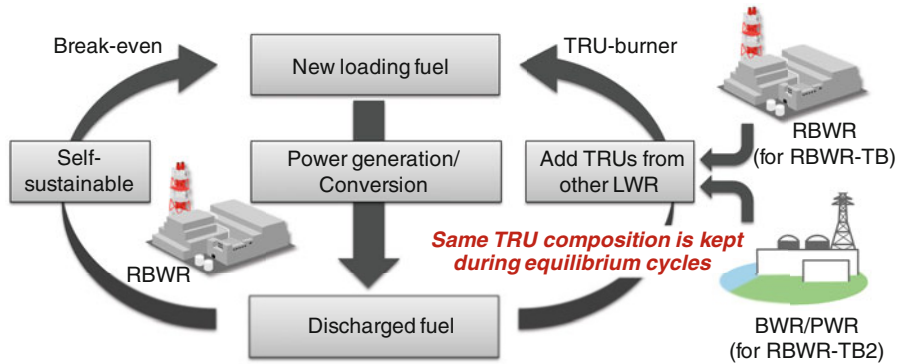 Break-even
New loading fuel
TRU-burner
Self-
sustainable
Power generation/
Conversion
Add TRUs from
other LWR
RBWR
(for RBWR-TB)
RBWR
Same TRU composition is kept
during equilibrium cycles
Discharged fuel
BWR/PWR
(for RBWR-TB2)